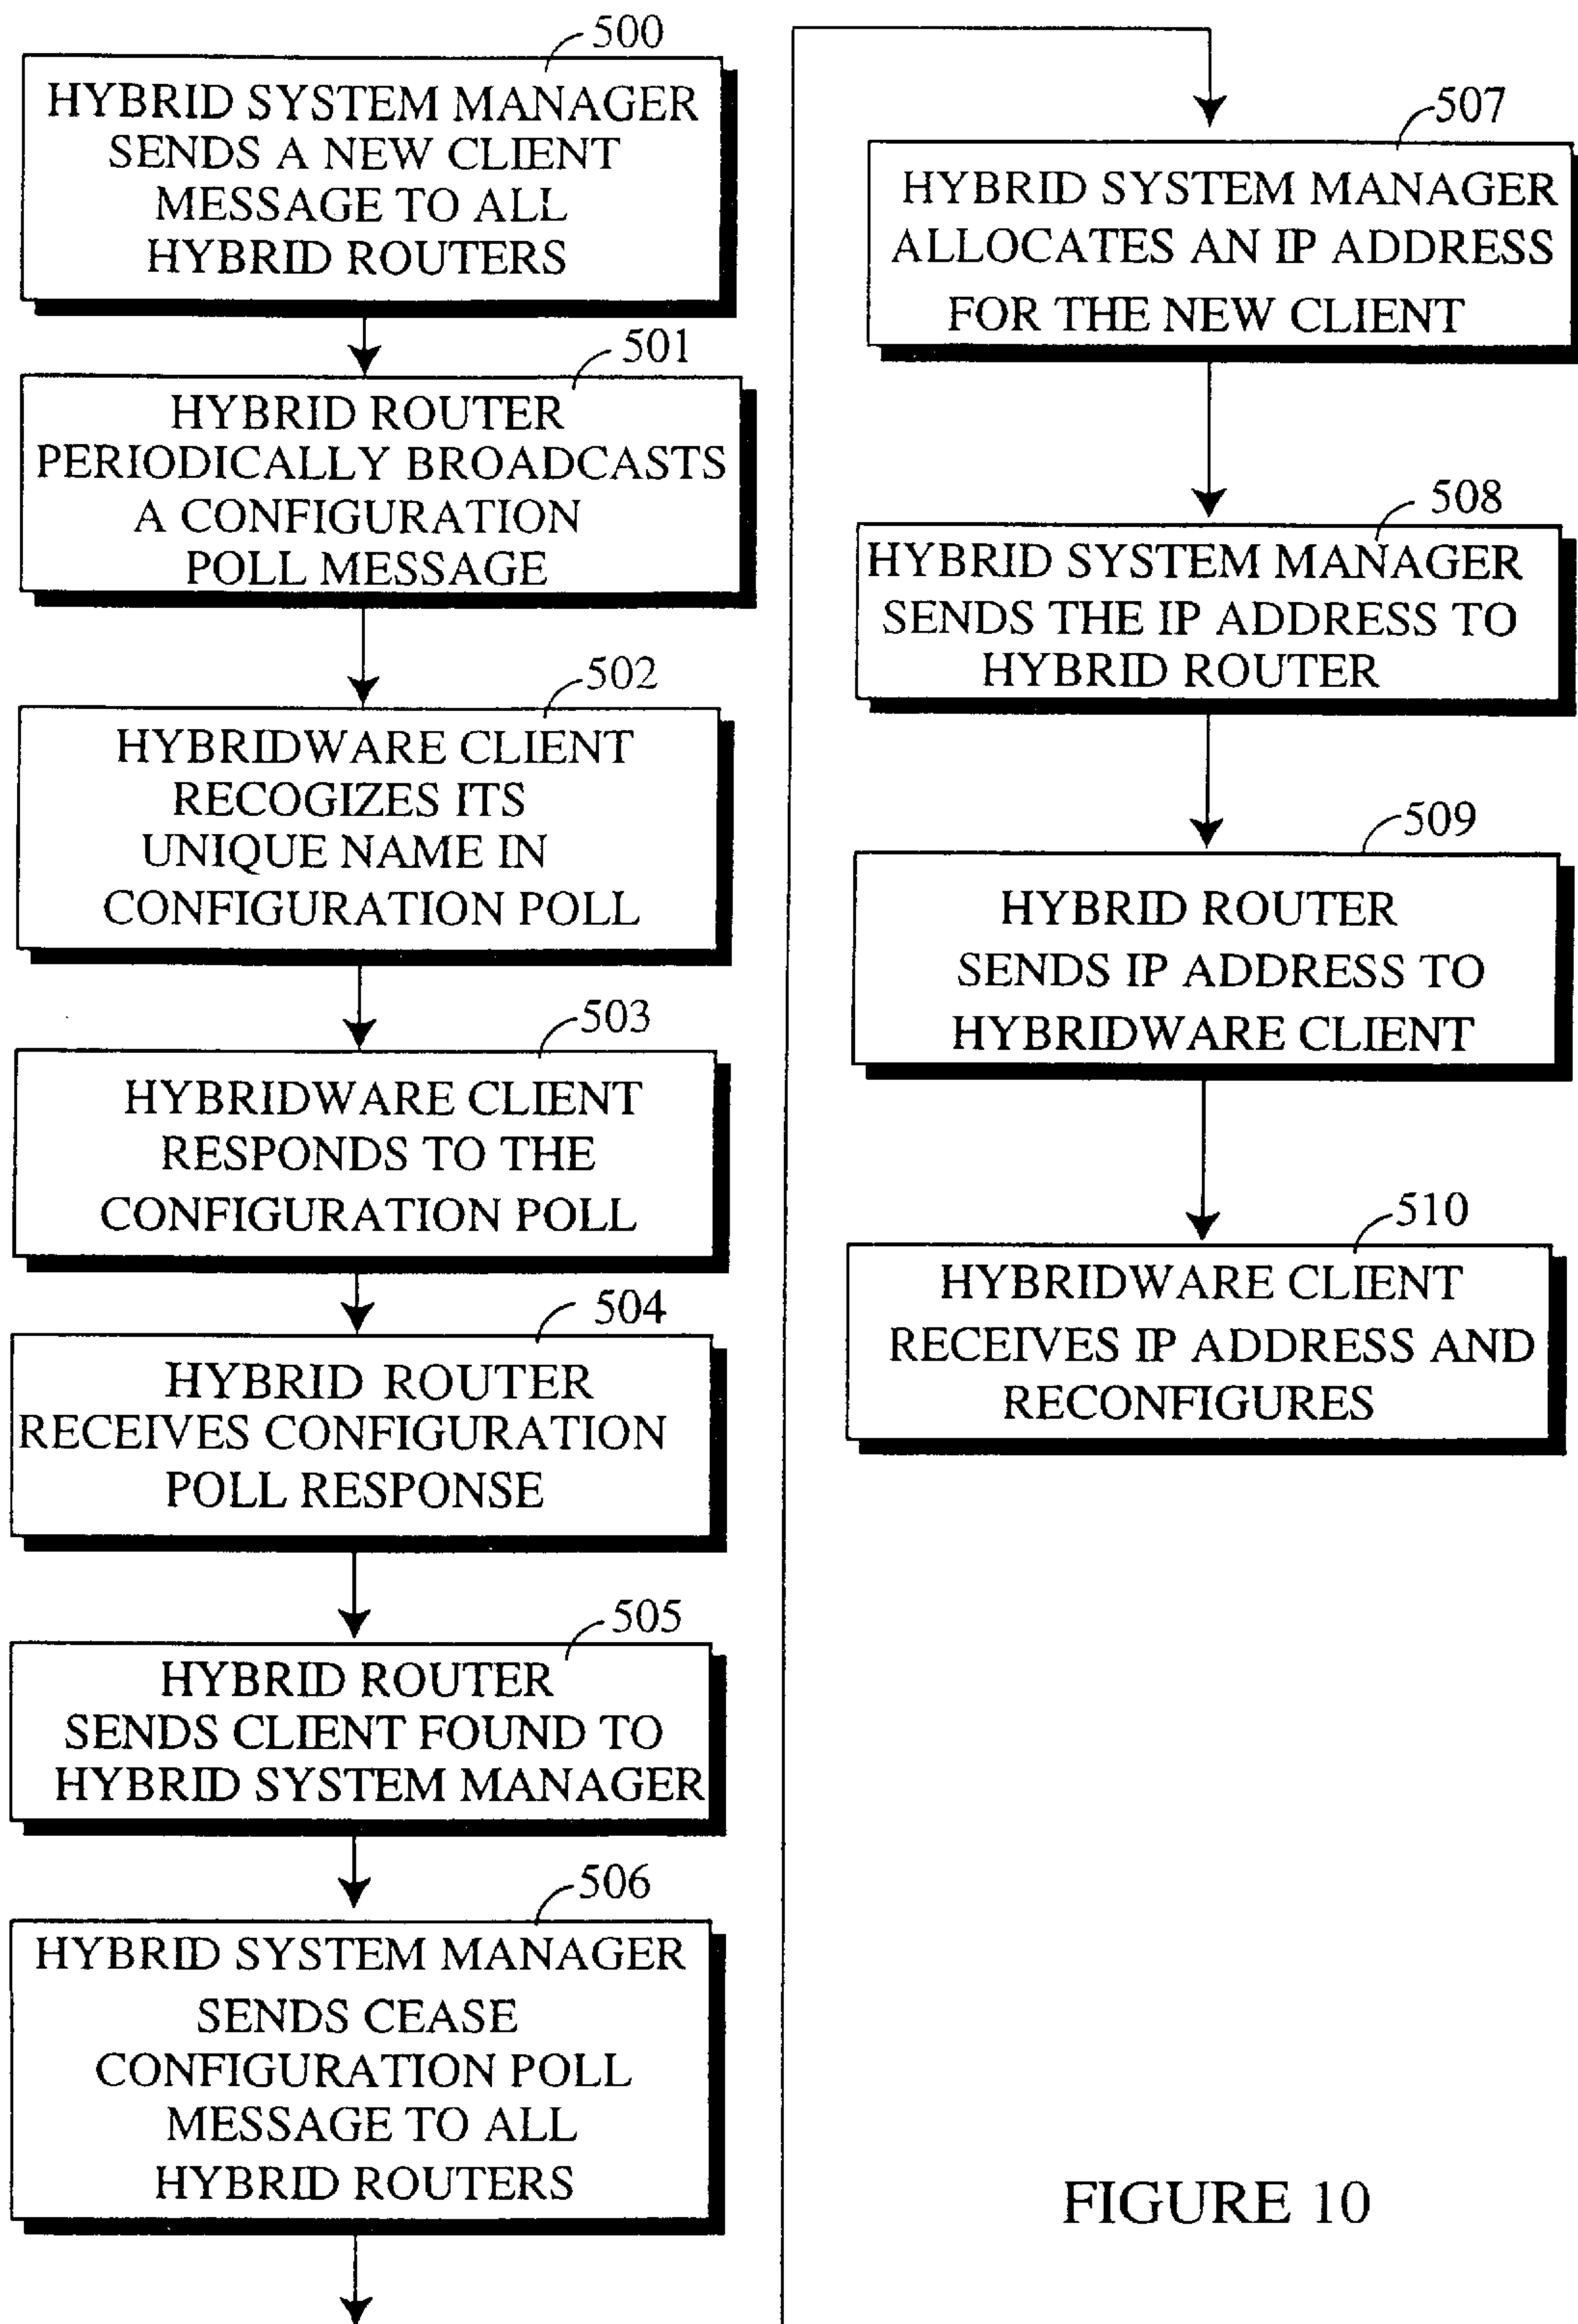 500
HYBRID SYSTEM MANAGER
SENDS A NEW CLIENT
MESSAGE TO ALL
HYBRID ROUTERS
501
HYBRID ROUTER
PERIODICALLY BROADCASTS
A CONFIGURATION
POLL MESSAGE
502
HYBRIDWARE CLIENT
RECOGIZES ITS
UNIQUE NAME IN
CONFIGURATION POLL
503
HYBRIDWARE CLIENT
RESPONDS TO THE
CONFIGURATION POLL
504
HYBRID ROUTER
RECEIVES CONFIGURATION
POLL RESPONSE
505
HYBRID ROUTER
SENDS CLIENT FOUND TO
HYBRID SYSTEM MANAGER
506
HYBRID SYSTEM MANAGER
SENDS CEASE
CONFIGURATION POLL
MESSAGE TO ALL
HYBRID ROUTERS
507
HYBRID SYSTEM MANAGER
ALLOCATES AN IP ADDRESS
FOR THE NEW CLIENT
508
HYBRID SYSTEM MANAGER
SENDS THE IP ADDRESS TO
HYBRID ROUTER
509
HYBRID ROUTER
SENDS IP ADDRESS TO
HYBRIDWARE CLIENT
510
HYBRIDWARE CLIENT
RECEIVES IP ADDRESS AND
RECONFIGURES
FIGURE 10